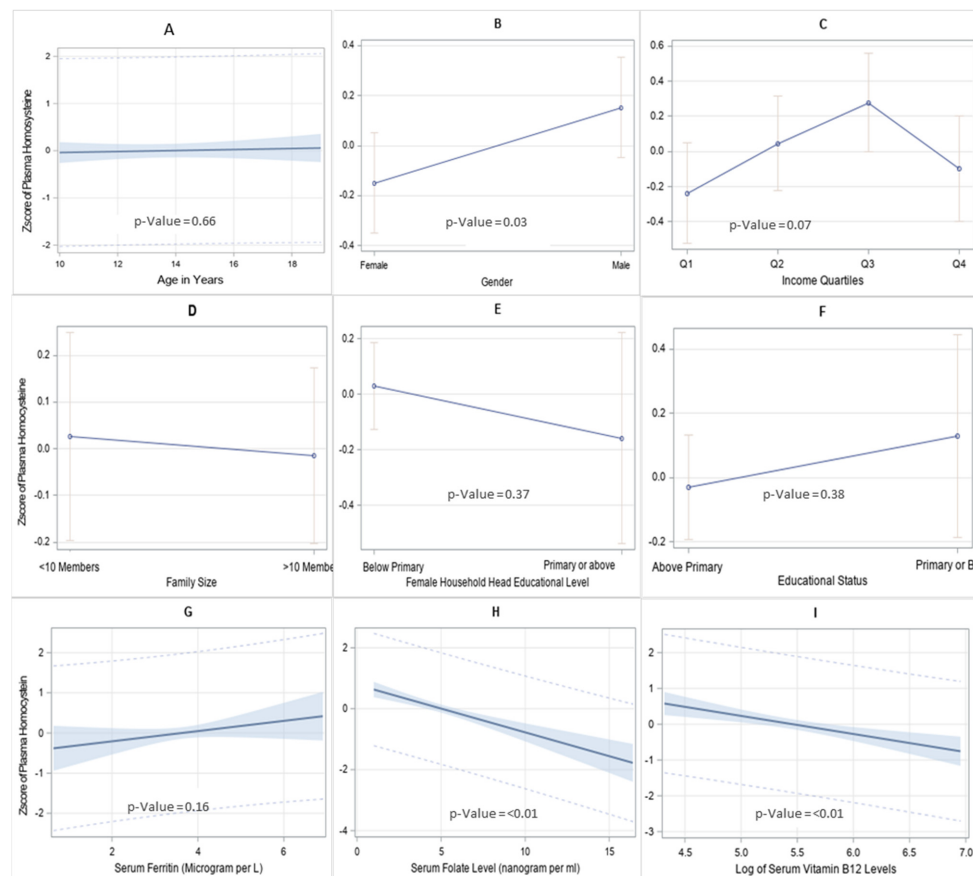 A
Zscore of Plasma Homosysteine
2
1
0
-1
-2
p-Value = 0.66
10 12 14 16 18
Age in Years
B
0.4
0.2
0.0
-0.2
-0.4
p-Value = 0.03
Female Male
Gender
C
0.6
0.4
0.2
0.0
-0.2
-0.4
p-Value = 0.07
Q1 Q2 Q3 Q4
Income Quartiles
D
Zscore of Plasma Homocysteine
0.2
0.1
0.0
-0.1
-0.2
<10 Members >10 Membe
Family Size
E
0.2
0.0
-0.2
-0.4
p-Value = 0.37
Below Primary Primary or above
Female Household Head Educational Level
F
0.4
0.2
0.0
-0.2
p-Value = 0.38
Above Primary Primary or B
Educational Status
G
Zscore of Plasma Homocystein
2
1
0
-1
-2
p-Value = 0.16
2 4 6
Serum Ferritin (Microgram per L)
H
2
0
-2
-4
p-Value = <0.01
5 10 15
Serum Folate Level (nanogram per ml)
I
2
1
0
-1
-2
-3
p-Value = <0.01
4.5 5.0 5.5 6.0 6.5 7.0
Log of Serum Vitamin B12 Levels